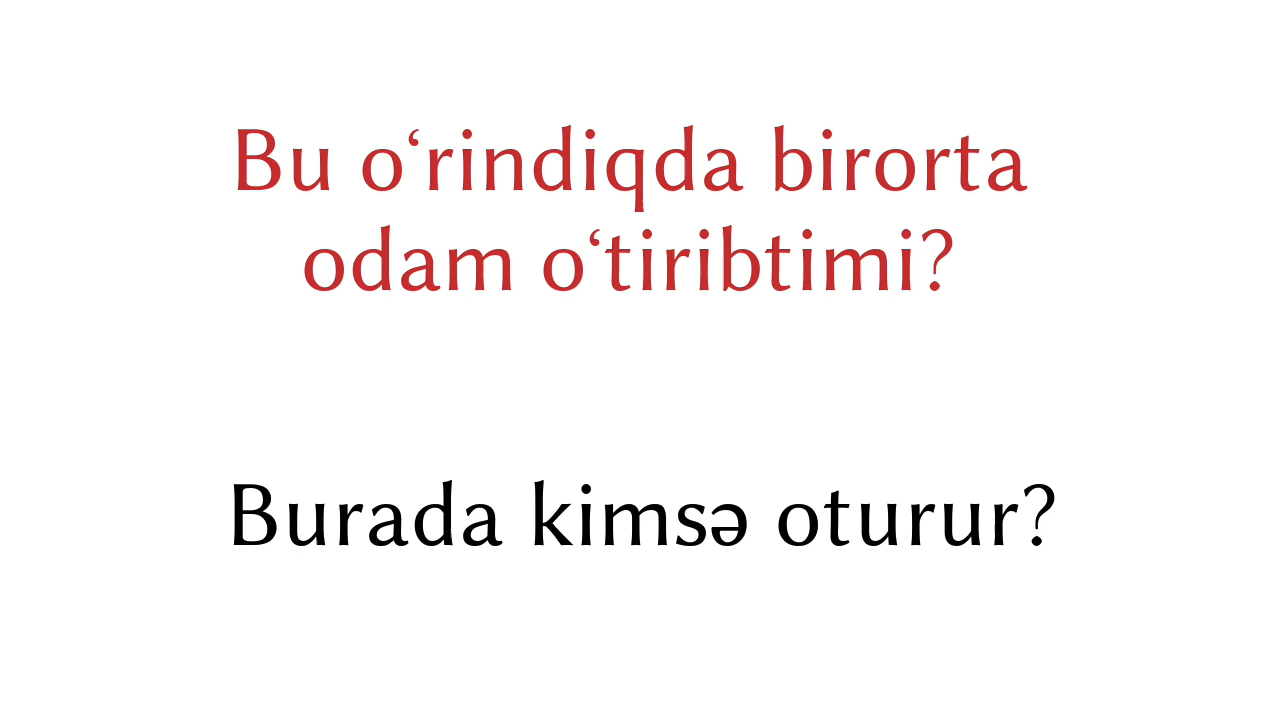 Bu o‘rindiqda birorta
odam o‘tiribtimi?
Burada kimsə oturur?